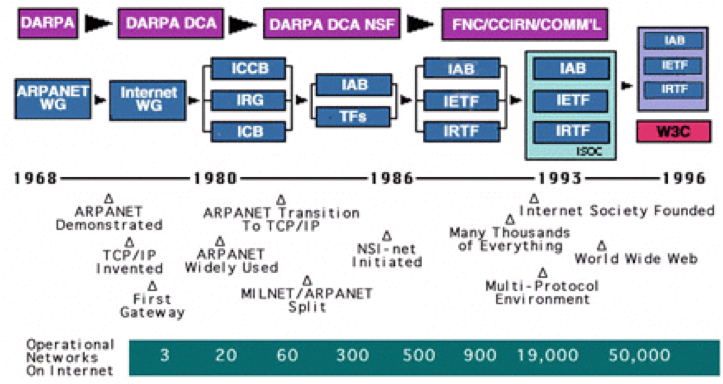 DARPA
DARPA DCA
DARPA DCA NSF
FNC/CCIRN/COMM'L
ARPANET
WG
Internet
WG
ICCB
IRG
ICB
IAB
TFs
IAB
IETF
IRTF
IAB
IETF
IRTF
ISOC
IAB
IETF
IRTF
W3C
1968
1980
1986
1993
1996
ARPANET
Demonstrated
TCP/IP
Invented
First
Gateway
ARPANET
Widely Used
ARPANET Transition
To TCP/IP
MILNET/ARPANET
Split
NSI-net
Initiated
Internet Society Founded
Many Thousands
of Everything
World Wide Web
Multi-Protocol
Environment
Operational
Networks
On Internet
3 20 60 300 500 900 19,000 50,000